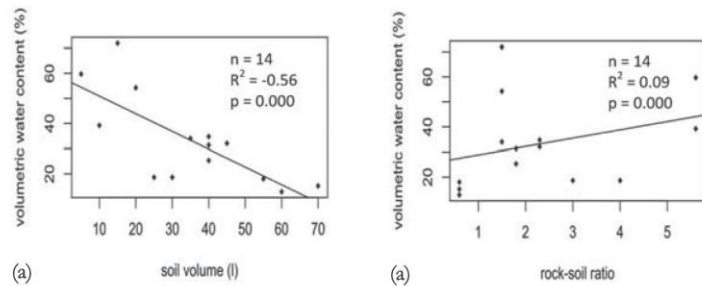 volumetric water content (%)
60
40
20
n = 14
R² = -0.56
p = 0.000
10 20 30 40 50 60 70
(a)
soil volume (l)
volumetric water content (%)
60
40
20
n = 14
R² = 0.09
p = 0.000
1 2 3 4 5
(a)
rock-soil ratio